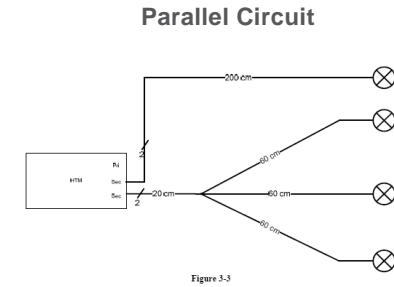 Parallel Circuit
200 cm
60 cm
2
Pri
HTM
Sec
Sec
20 cm
60 cm
2
60 cm
Figure 3-3